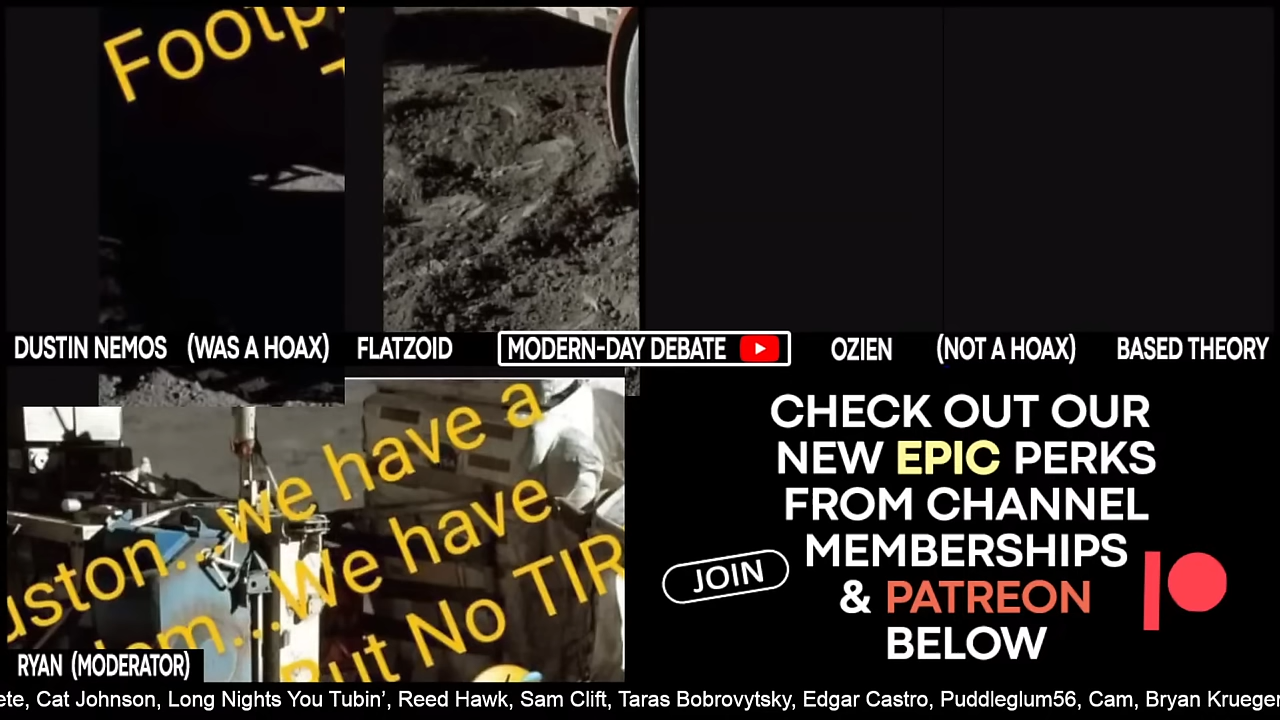 Footp
DUSTIN NEMOS (WAS A HOAX) FLATZOID MODERN-DAY DEBATE OZIEN (NOT A HOAX) BASED THEORY
uston...we have a
lem...We have
But No TIR
CHECK OUT OUR
NEW EPIC PERKS
FROM CHANNEL
MEMBERSHIPS
& PATREON
BELOW
JOIN
RYAN (MODERATOR)
ete, Cat Johnson, Long Nights You Tubin', Reed Hawk, Sam Clift, Taras Bobrovytsky, Edgar Castro, Puddleglum56, Cam, Bryan Krueger